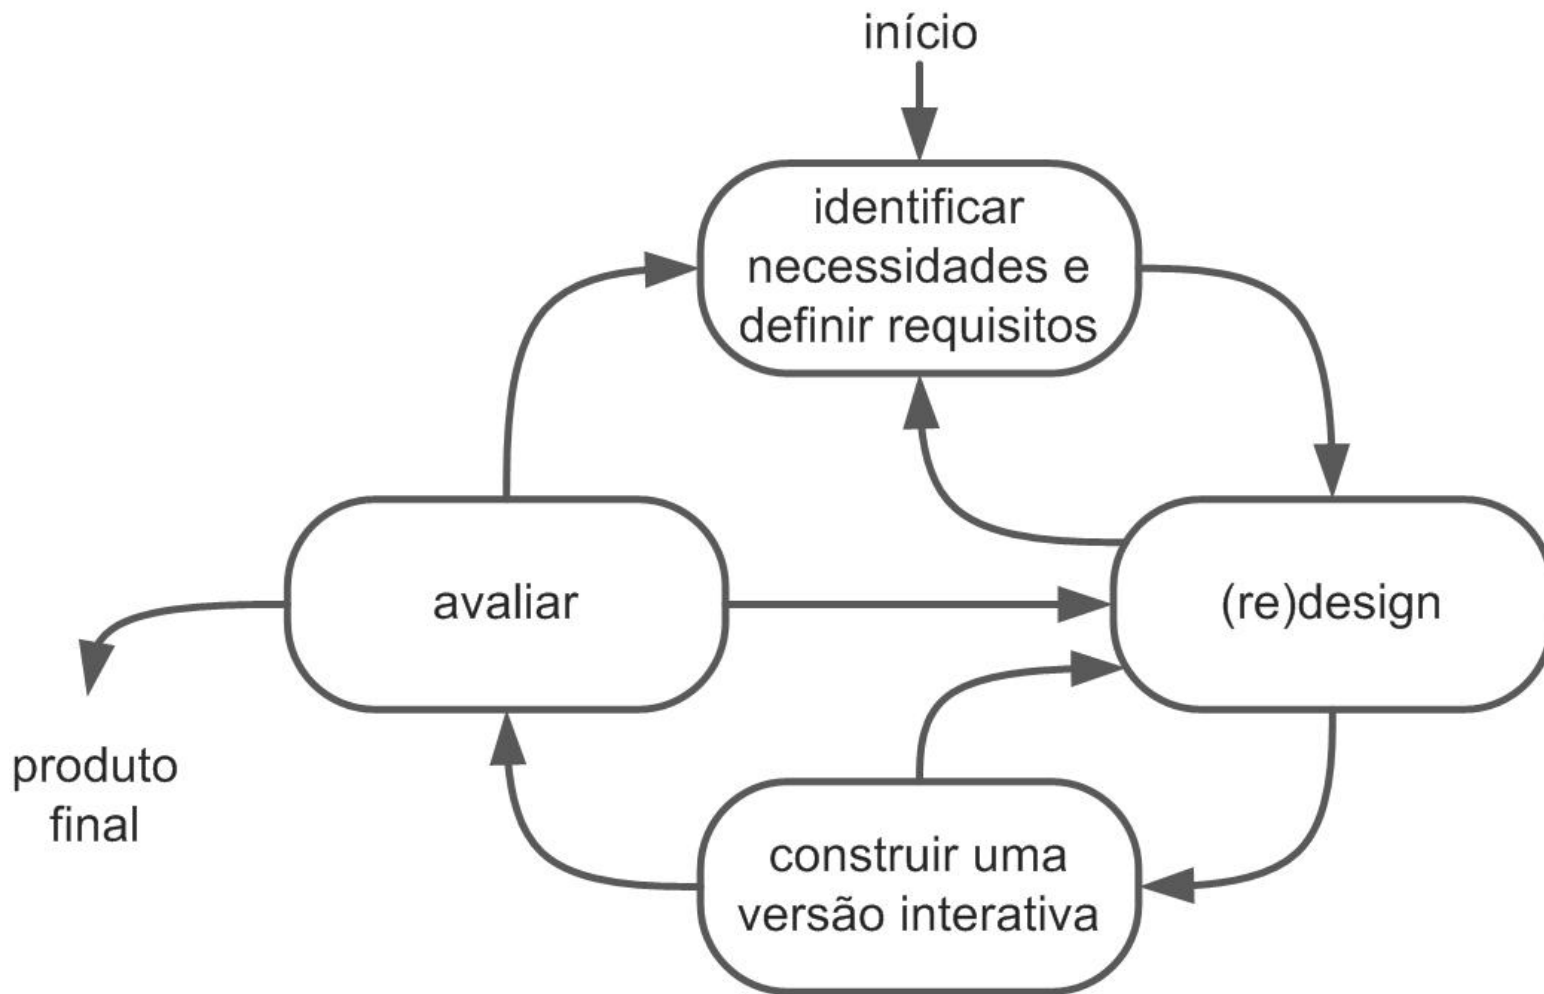 início
identificar
necessidades e
definir requisitos
avaliar
(re)design
produto
final
construir uma
versão interativa